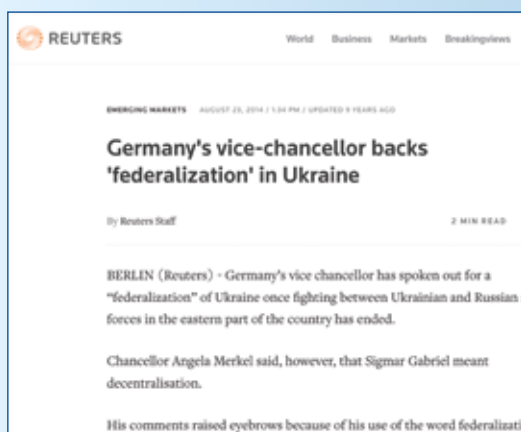 REUTERS World Business Markets Breakingviews
EMERGING MARKETS AUGUST 23, 2014 / 1:34 PM / UPDATED 9 YEARS AGO
Germany's vice-chancellor backs
'federalization' in Ukraine
By Reuters Staff 2 MIN READ
BERLIN (Reuters) - Germany's vice chancellor has spoken out for a
"federalization" of Ukraine once fighting between Ukrainian and Russian
forces in the eastern part of the country has ended.
Chancellor Angela Merkel said, however, that Sigmar Gabriel meant
decentralisation.
His comments raised eyebrows because of his use of the word federalizati